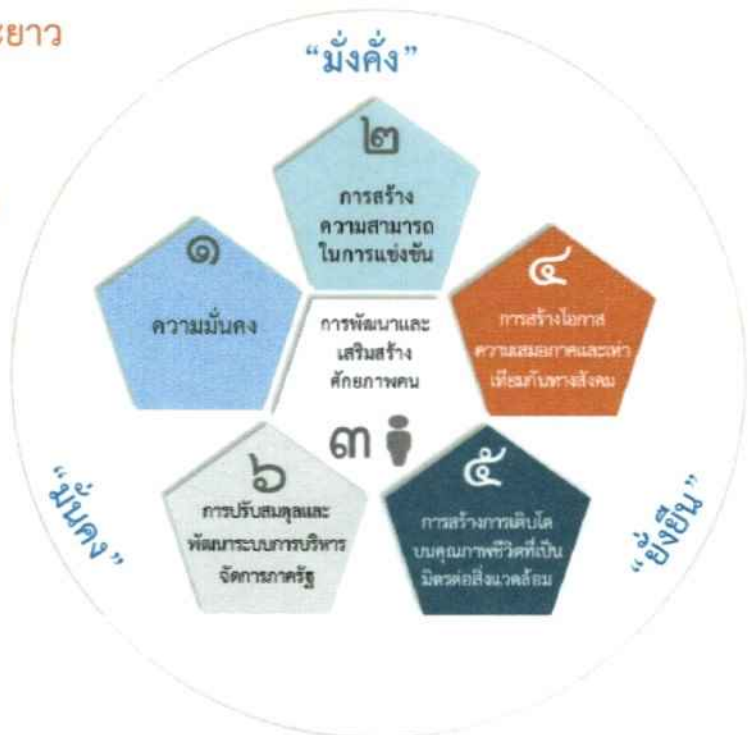 ะยาว
“มั่งคั่ง”
๒
การสร้าง
ความสามารถ
ในการแข่งขัน
๑
ความมั่นคง
๔
การสร้างโอกาส
ความเสมอภาคและเท่า
เทียมกันทางสังคม
การพัฒนาและ
เสริมสร้าง
ศักยภาพคน
๓
๖
การปรับสมดุลและ
พัฒนาระบบการบริหาร
จัดการภาครัฐ
๕
การสร้างการเติบโต
บนคุณภาพชีวิตที่เป็น
มิตรต่อสิ่งแวดล้อม
“มั่นคง”
“ยั่งยืน”